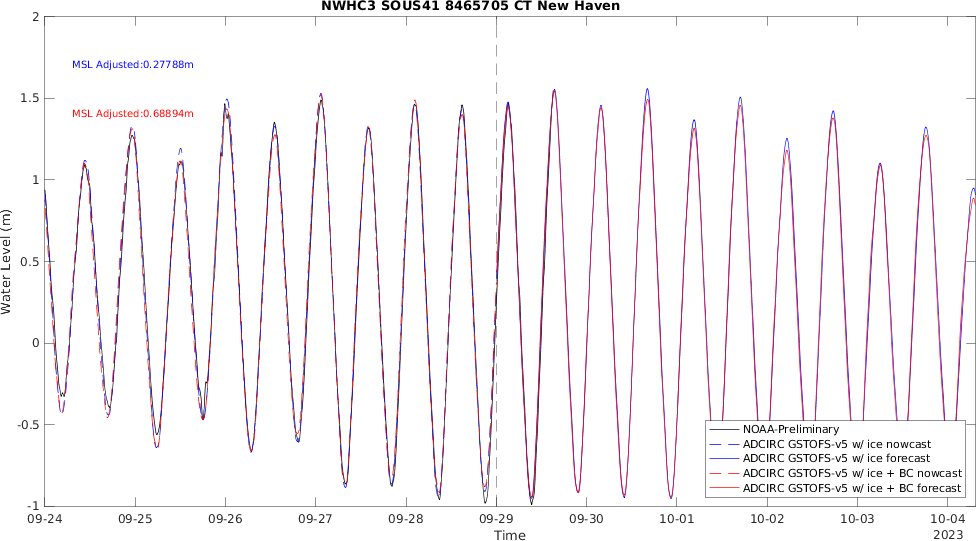 NWHC3 SOUS41 8465705 CT New Haven
2
1.5
1
0.5
0
-0.5
-1
Water Level (m)
MSL Adjusted:0.27788m
MSL Adjusted:0.68894m
NOAA-Preliminary
ADCIRC GSTOFS-v5 w/ ice nowcast
ADCIRC GSTOFS-v5 w/ ice forecast
ADCIRC GSTOFS-v5 w/ ice + BC nowcast
ADCIRC GSTOFS-v5 w/ ice + BC forecast
09-24 09-25 09-26 09-27 09-28 09-29 09-30 10-01 10-02 10-03 10-04
Time
2023